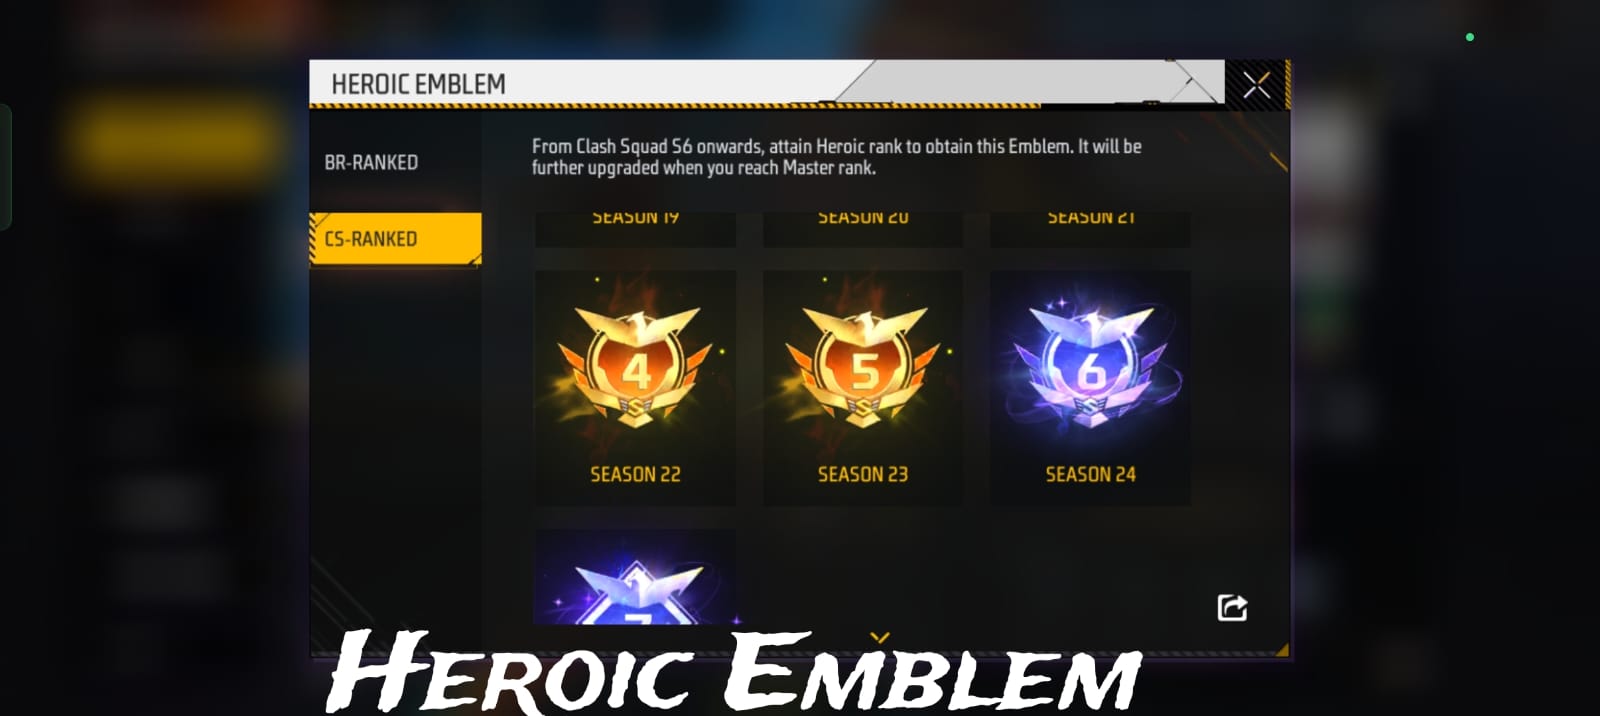 HEROIC EMBLEM
BR-RANKED
CS-RANKED
From Clash Squad S6 onwards, attain Heroic rank to obtain this Emblem. It will be
further upgraded when you reach Master rank.
SEASON 19
SEASON 20
SEASON 21
4
5
6
SEASON 22
SEASON 23
SEASON 24
HEROIC EMBLEM